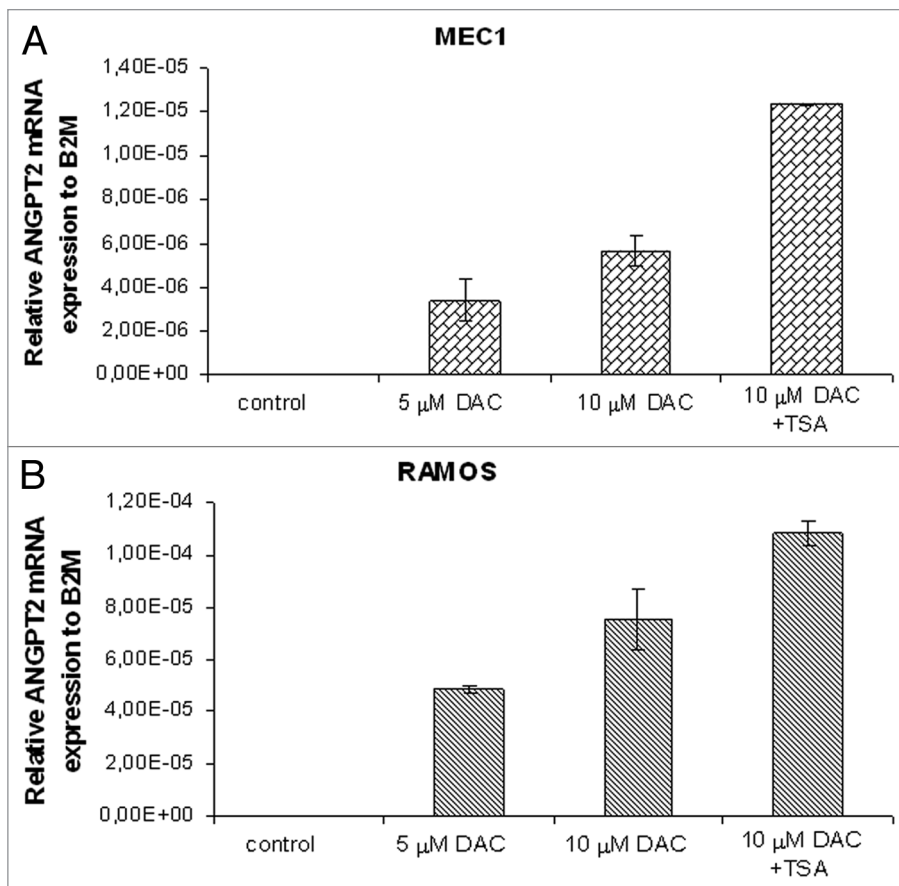 A
MEC1
Relative ANGPT2 mRNA
expression to B2M
1,40E-05
1,20E-05
1,00E-05
8,00E-06
6,00E-06
4,00E-06
2,00E-06
0,00E+00
control
5 μM DAC
10 μM DAC
10 μM DAC
+TSA
B
RAMOS
Relative ANGPT2 mRNA
expression to B2M
1,20E-04
1,00E-04
8,00E-05
6,00E-05
4,00E-05
2,00E-05
0,00E+00
control
5 μM DAC
10 μM DAC
10 μM DAC
+TSA